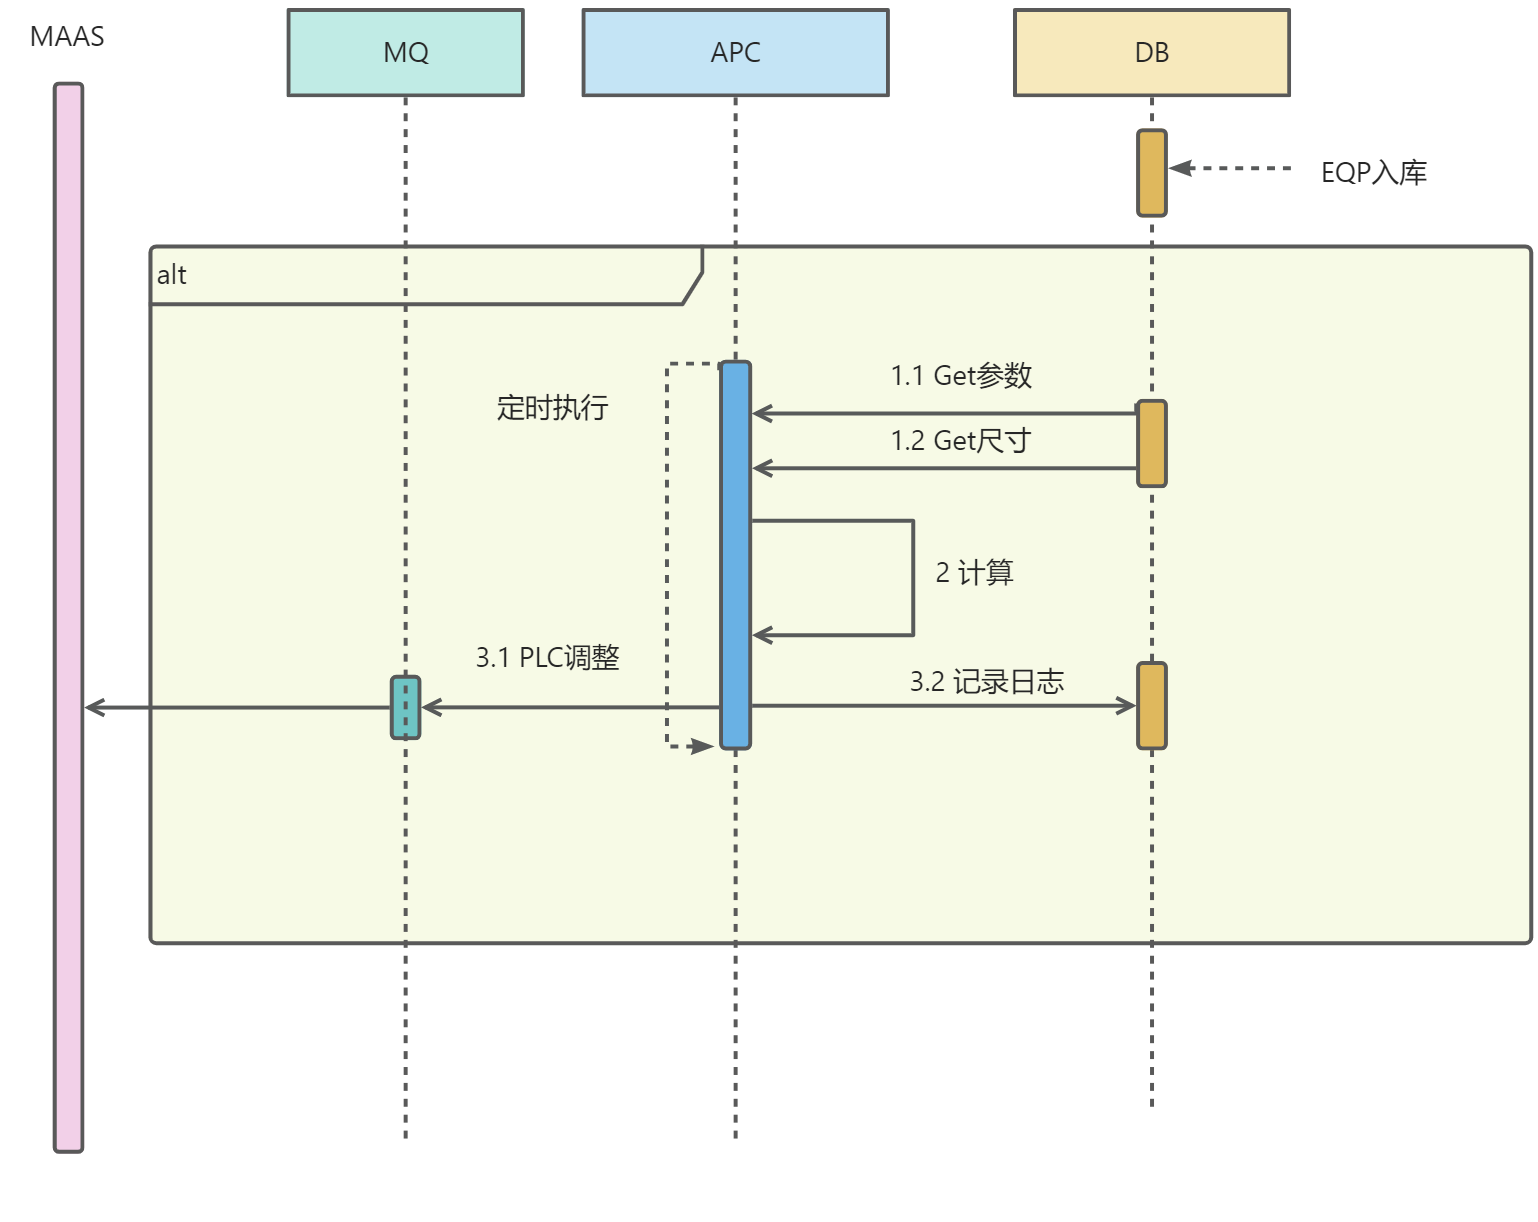 MAAS
MQ
APC
DB
EQP入库
alt
定时执行
1.1 Get参数
1.2 Get尺寸
2 计算
3.1 PLC调整
3.2 记录日志